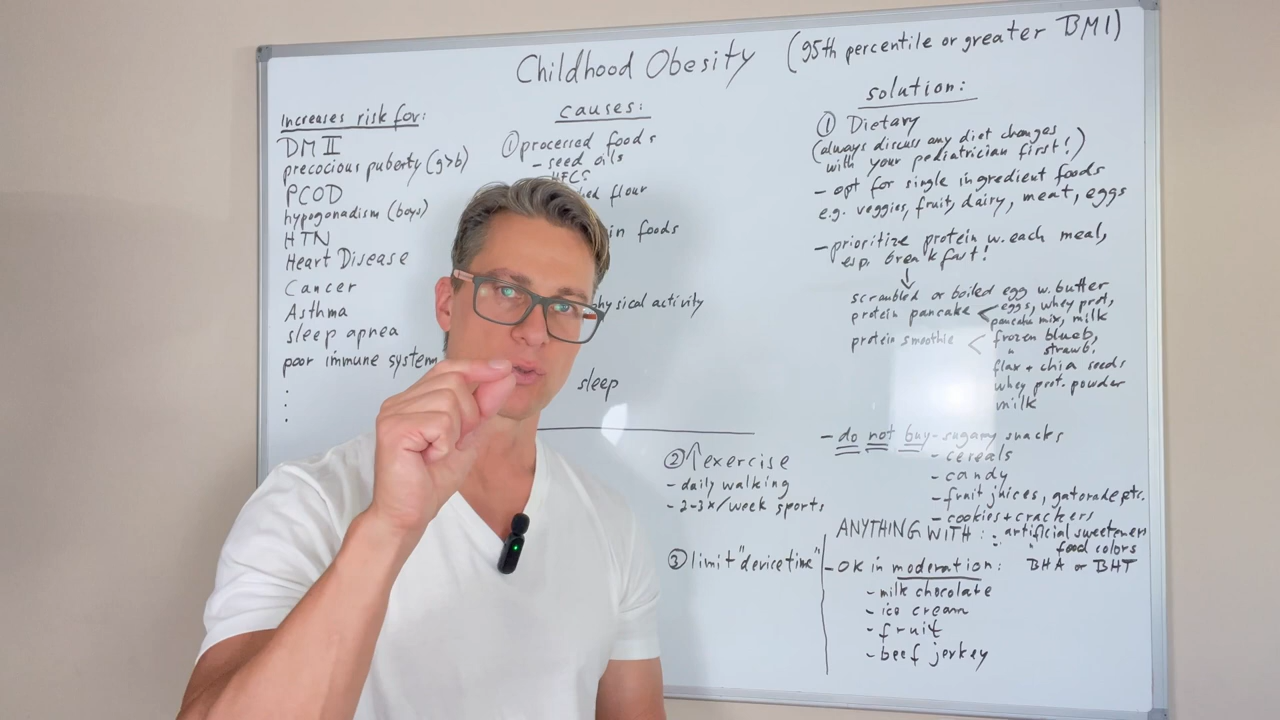 Childhood Obesity (95th percentile or greater BMI)
increases risk for:
DM II
precocious puberty (g>b)
PCOD
hypogonadism (boys)
HTN
Heart Disease
Cancer
Asthma
sleep apnea
poor immune system
causes:
① processed foods
- seed oils
HFCS
flour
in foods
physical activity
sleep
solution:
① Dietary
(always discuss any diet changes
with your pediatrician first!)
- opt for single ingredient foods
e.g. veggies, fruit, dairy, meat, eggs
- prioritize protein w. each meal,
esp. breakfast!
↓
scrambled or boiled egg w. butter
protein pancake < eggs, whey prot,
pancake mix, milk
protein smoothie < frozen blueb,
" strawb,
flax + chia seeds
whey prot. powder
milk
- do not buy - sugary snacks
- cereals
- candy
- fruit juices, gatorade etc.
- cookies + crackers
ANYTHING WITH: : artificial sweeteners
" food colors
BHA or BHT
- OK in moderation:
- milk chocolate
- ice cream
- fruit
- beef jerky
② ↑ exercise
- daily walking
- 2-3x/week sports
③ limit "device time"